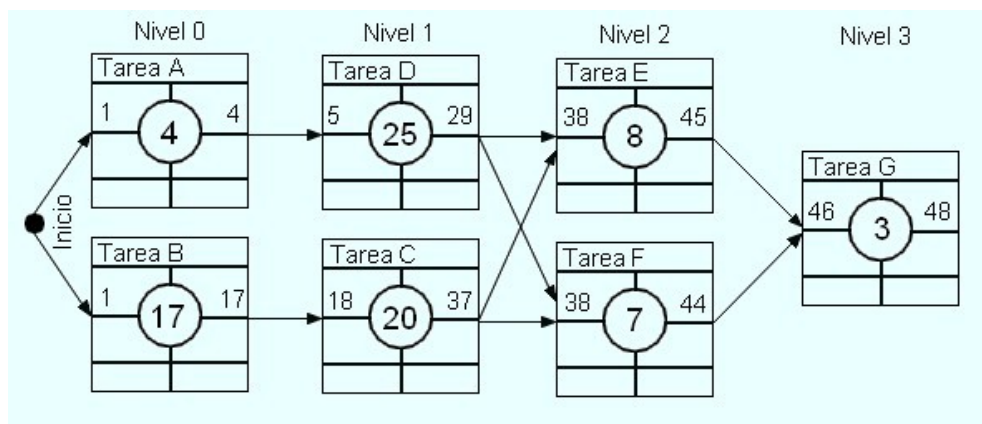 Nivel 0
Nivel 1
Nivel 2
Nivel 3
Tarea A
1
4
4
Tarea D
5
25
29
Tarea E
38
8
45
Tarea G
46
3
48
Inicio
Tarea B
1
17
17
Tarea C
18
20
37
Tarea F
38
7
44